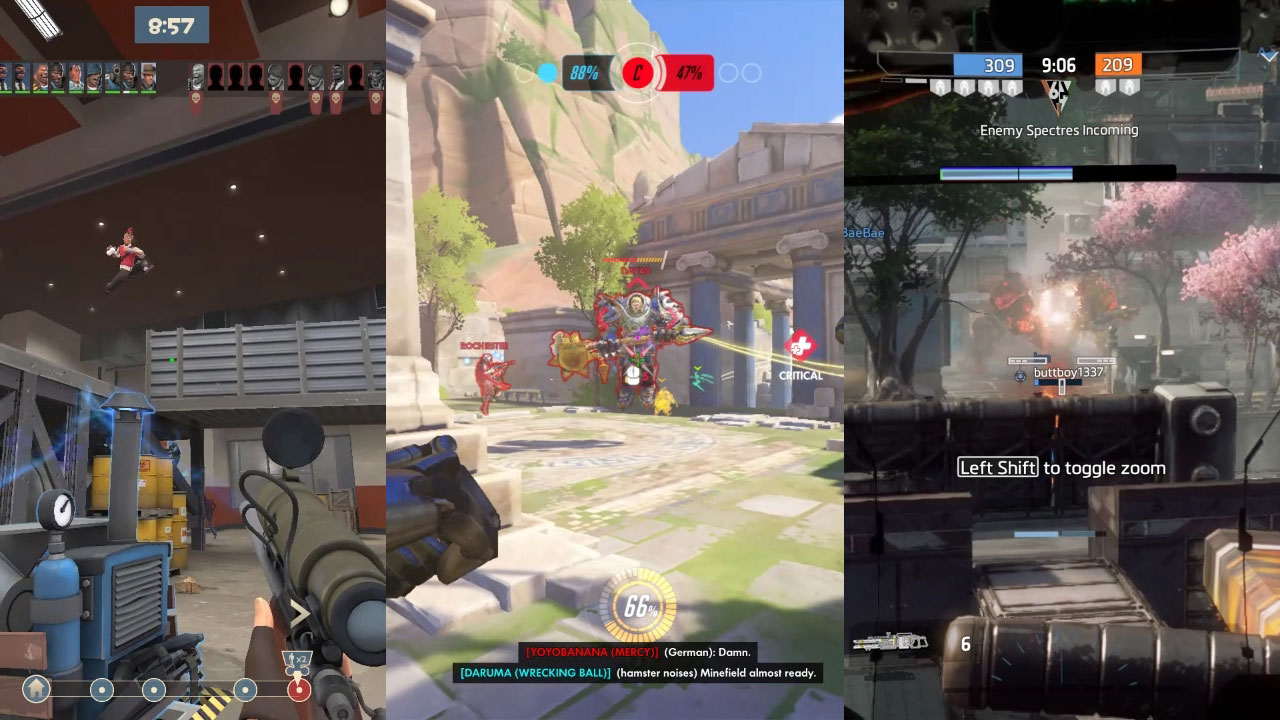 8:57
x2
88%
C
47%
ROCHESTER
CRITICAL
66%
[YOYOBANANA (MERCY)] (German): Damn.
[DARUMA (WRECKING BALL)] (hamster noises) Minefield almost ready.
309
9:06
209
Enemy Spectres Incoming
BaeBae
buttboy1337
Left Shift to toggle zoom
6